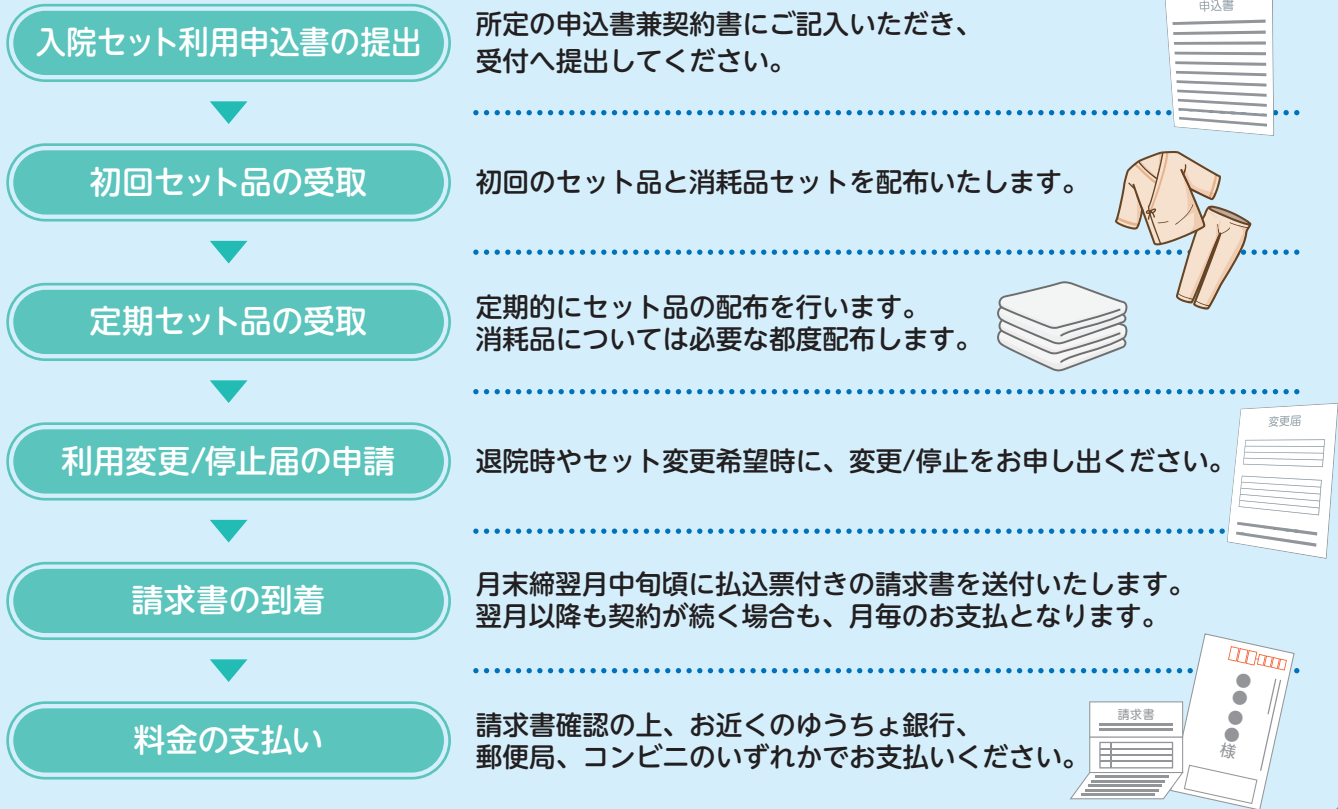 入院セット利用申込書の提出
所定の申込書兼契約書にご記入いただき、
受付へ提出してください。
申込書
初回セット品の受取
初回のセット品と消耗品セットを配布いたします。
定期セット品の受取
定期的にセット品の配布を行います。
消耗品については必要な都度配布します。
利用変更/停止届の申請
退院時やセット変更希望時に、変更/停止をお申し出ください。
変更届
請求書の到着
月末締翌月中旬頃に払込票付きの請求書を送付いたします。
翌月以降も契約が続く場合も、月毎のお支払となります。
料金の支払い
請求書確認の上、お近くのゆうちょ銀行、
郵便局、コンビニのいずれかでお支払いください。
請求書
●●●●様